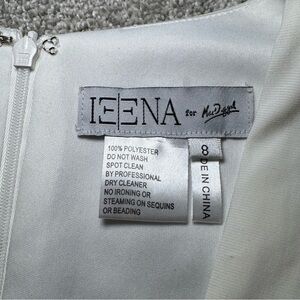 IEENA for Mac Duggal
100% POLYESTER
DO NOT WASH
SPOT CLEAN
BY PROFESSIONAL
DRY CLEANER
NO IRONING OR
STEAMING ON SEQUINS
OR BEADING
8
DE IN CHINA